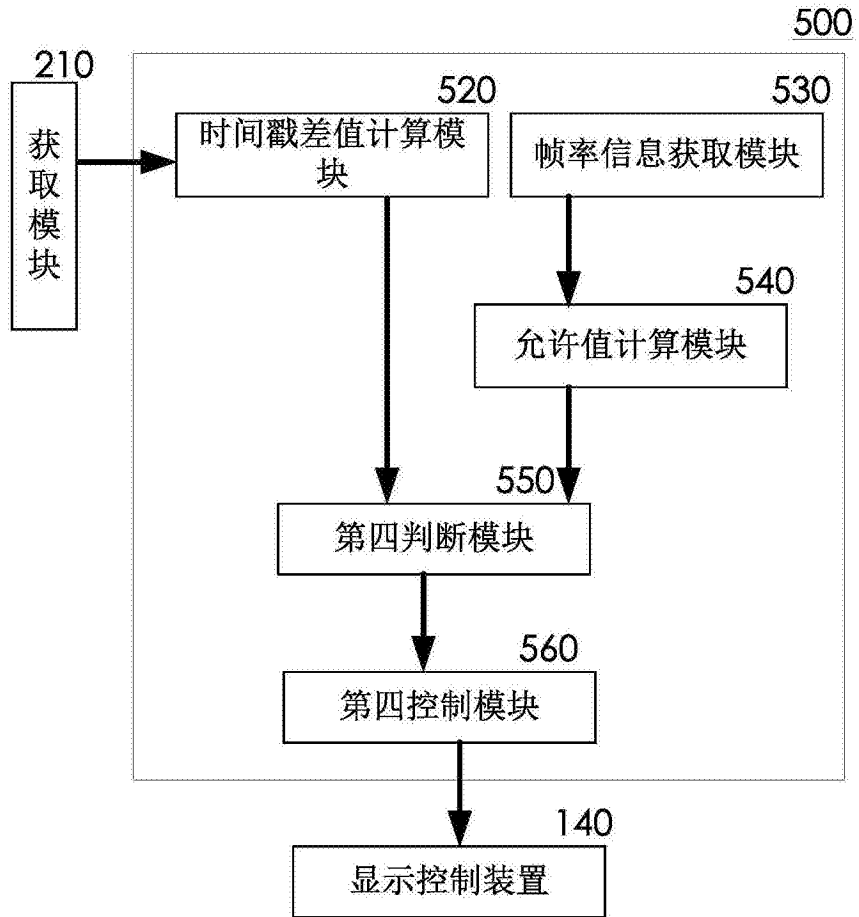 500
210
520
530
获取模块
时间戳差值计算模
块
帧率信息获取模块
540
允许值计算模块
550
第四判断模块
560
第四控制模块
140
显示控制装置